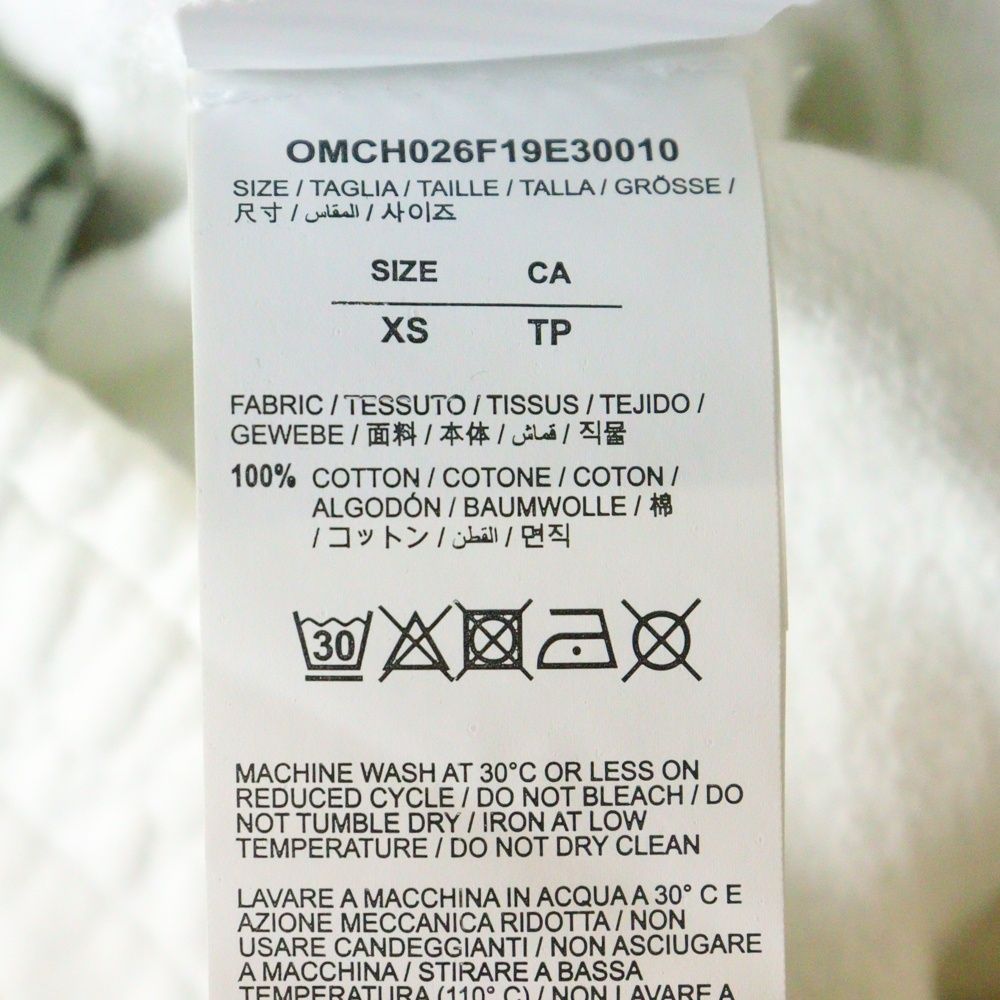 OMCH026F19E30010
SIZE / TAGLIA / TAILLE / TALLA / GRÖSSE /
尺寸 / المقاس / 사이즈
SIZE CA
XS TP
FABRIC / TESSUTO / TISSUS / TEJIDO /
GEWEBE / 面料 / 本体 / قماش / 직물
100% COTTON / COTONE / COTON /
ALGODÓN / BAUMWOLLE / 棉
/ コットン / القطن / 면직
30
MACHINE WASH AT 30°C OR LESS ON
REDUCED CYCLE / DO NOT BLEACH / DO
NOT TUMBLE DRY / IRON AT LOW
TEMPERATURE / DO NOT DRY CLEAN
LAVARE A MACCHINA IN ACQUA A 30° C E
AZIONE MECCANICA RIDOTTA / NON
USARE CANDEGGIANTI / NON ASCIUGARE
A MACCHINA / STIRARE A BASSA
TEMPERATURA (110° C) / NON LAVARE A